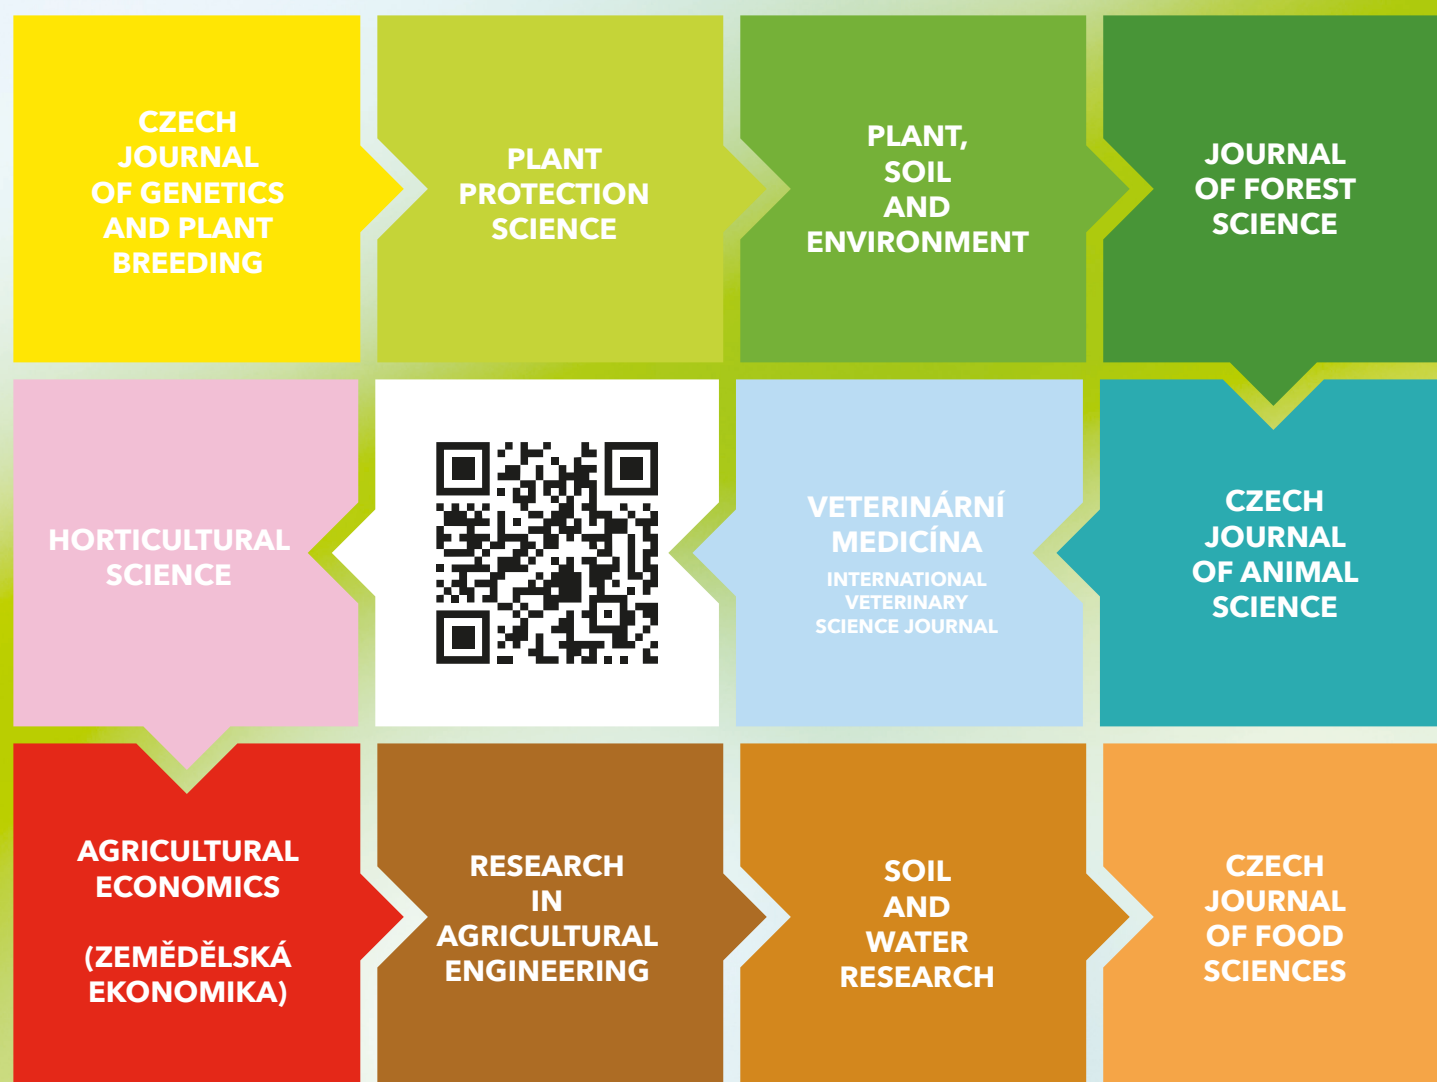 CZECH
JOURNAL
OF GENETICS
AND PLANT
BREEDING
PLANT
PROTECTION
SCIENCE
PLANT,
SOIL
AND
ENVIRONMENT
JOURNAL
OF FOREST
SCIENCE
HORTICULTURAL
SCIENCE
VETERINÁRNÍ
MEDICÍNA
INTERNATIONAL
VETERINARY
SCIENCE JOURNAL
CZECH
JOURNAL
OF ANIMAL
SCIENCE
AGRICULTURAL
ECONOMICS
(ZEMĚDĚLSKÁ
EKONOMIKA)
RESEARCH
IN
AGRICULTURAL
ENGINEERING
SOIL
AND
WATER
RESEARCH
CZECH
JOURNAL
OF FOOD
SCIENCES